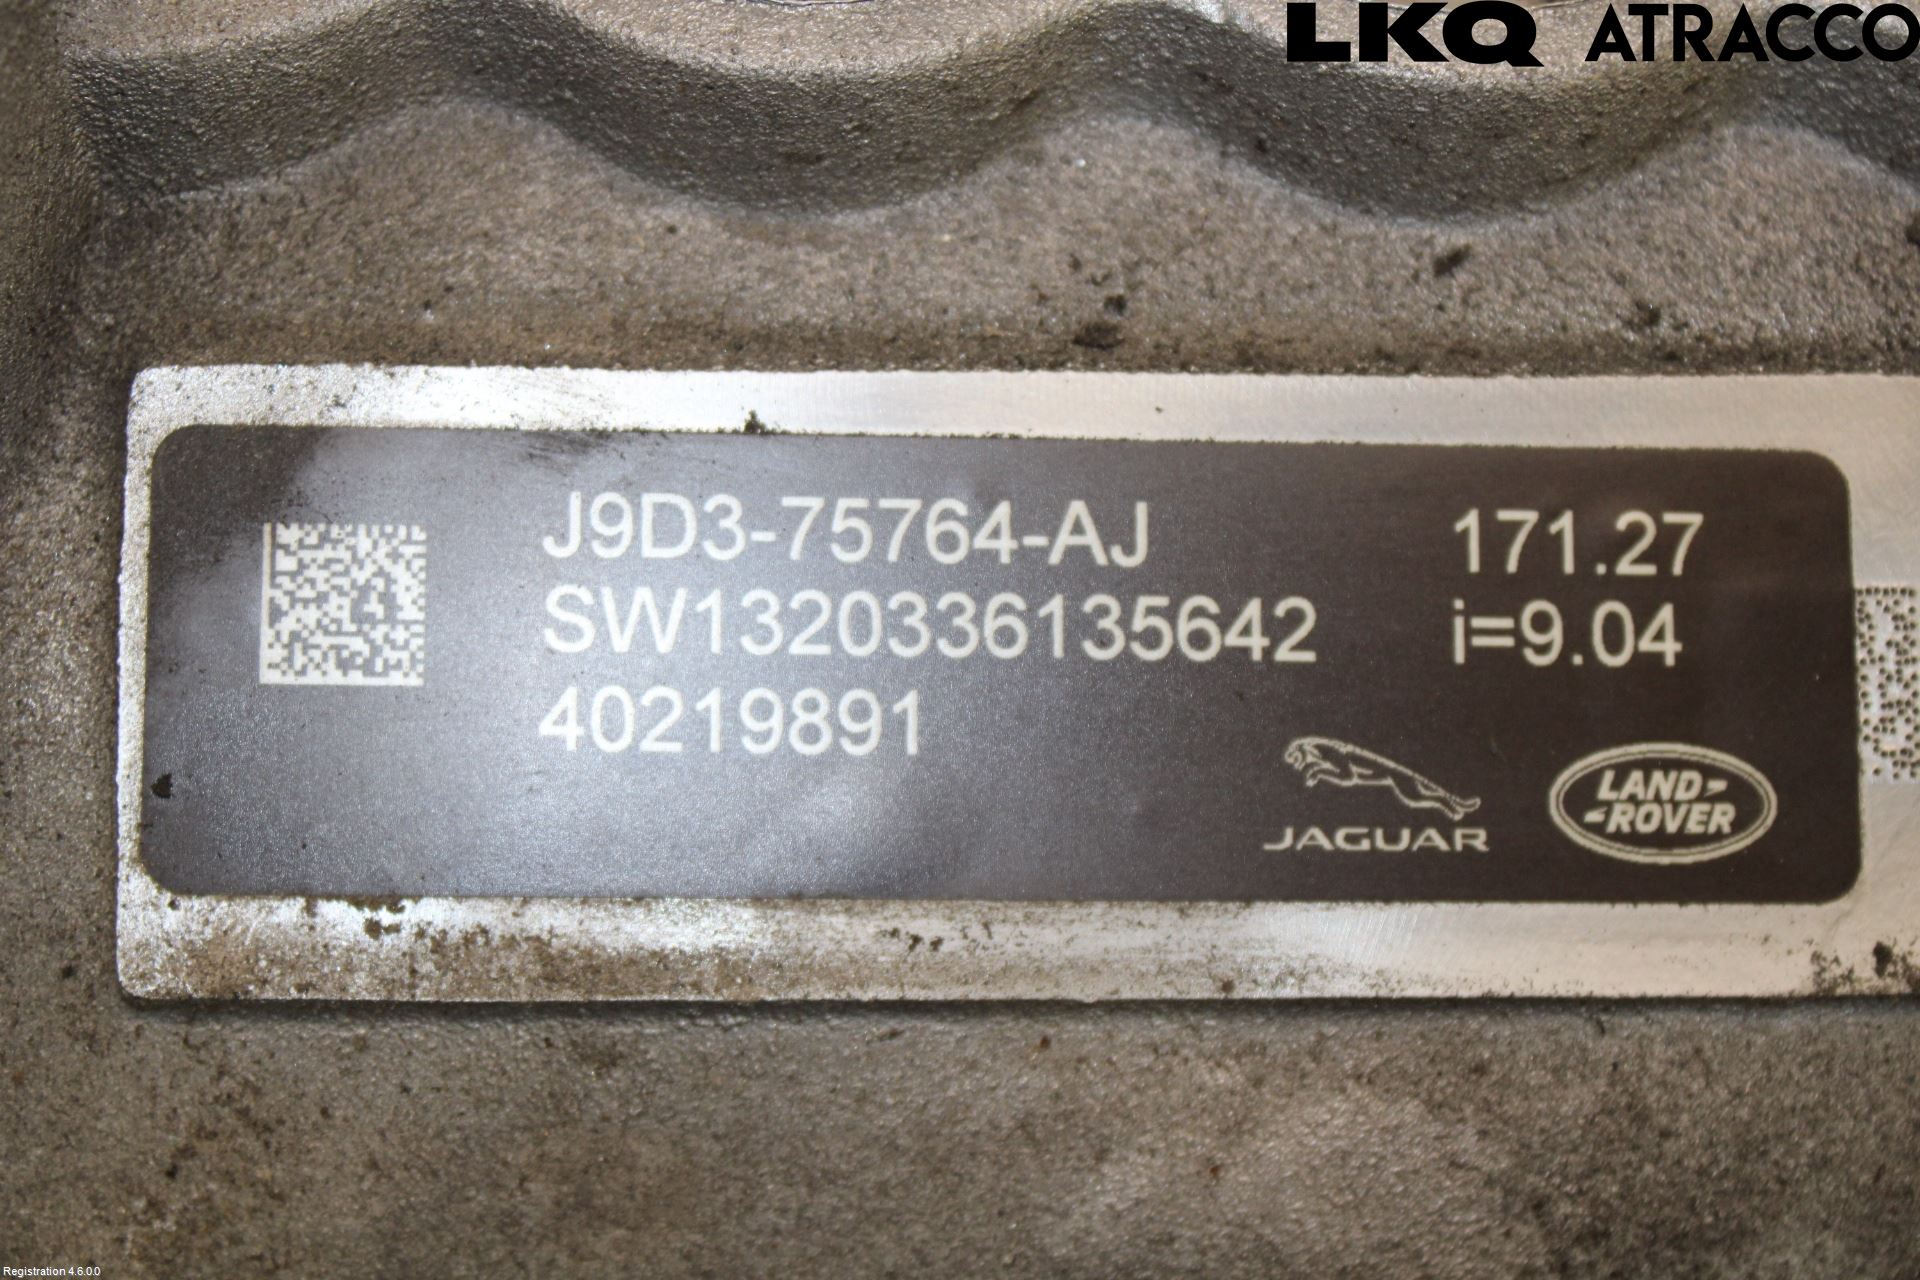 LKQ ATRACCO
J9D3-75764-AJ 171.27
SW1320336135642 i=9.04
40219891
JAGUAR
LAND-
-ROVER
Registration 4.6.0.0